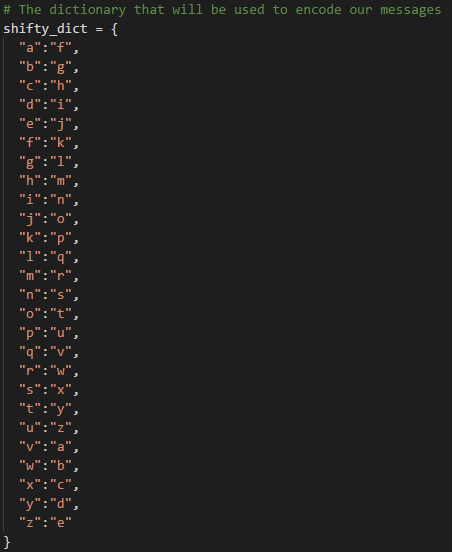 # The dictionary that will be used to encode our messages
shifty_dict = {
  "a":"f",
  "b":"g",
  "c":"h",
  "d":"i",
  "e":"j",
  "f":"k",
  "g":"l",
  "h":"m",
  "i":"n",
  "j":"o",
  "k":"p",
  "l":"q",
  "m":"r",
  "n":"s",
  "o":"t",
  "p":"u",
  "q":"v",
  "r":"w",
  "s":"x",
  "t":"y",
  "u":"z",
  "v":"a",
  "w":"b",
  "x":"c",
  "y":"d",
  "z":"e"
}